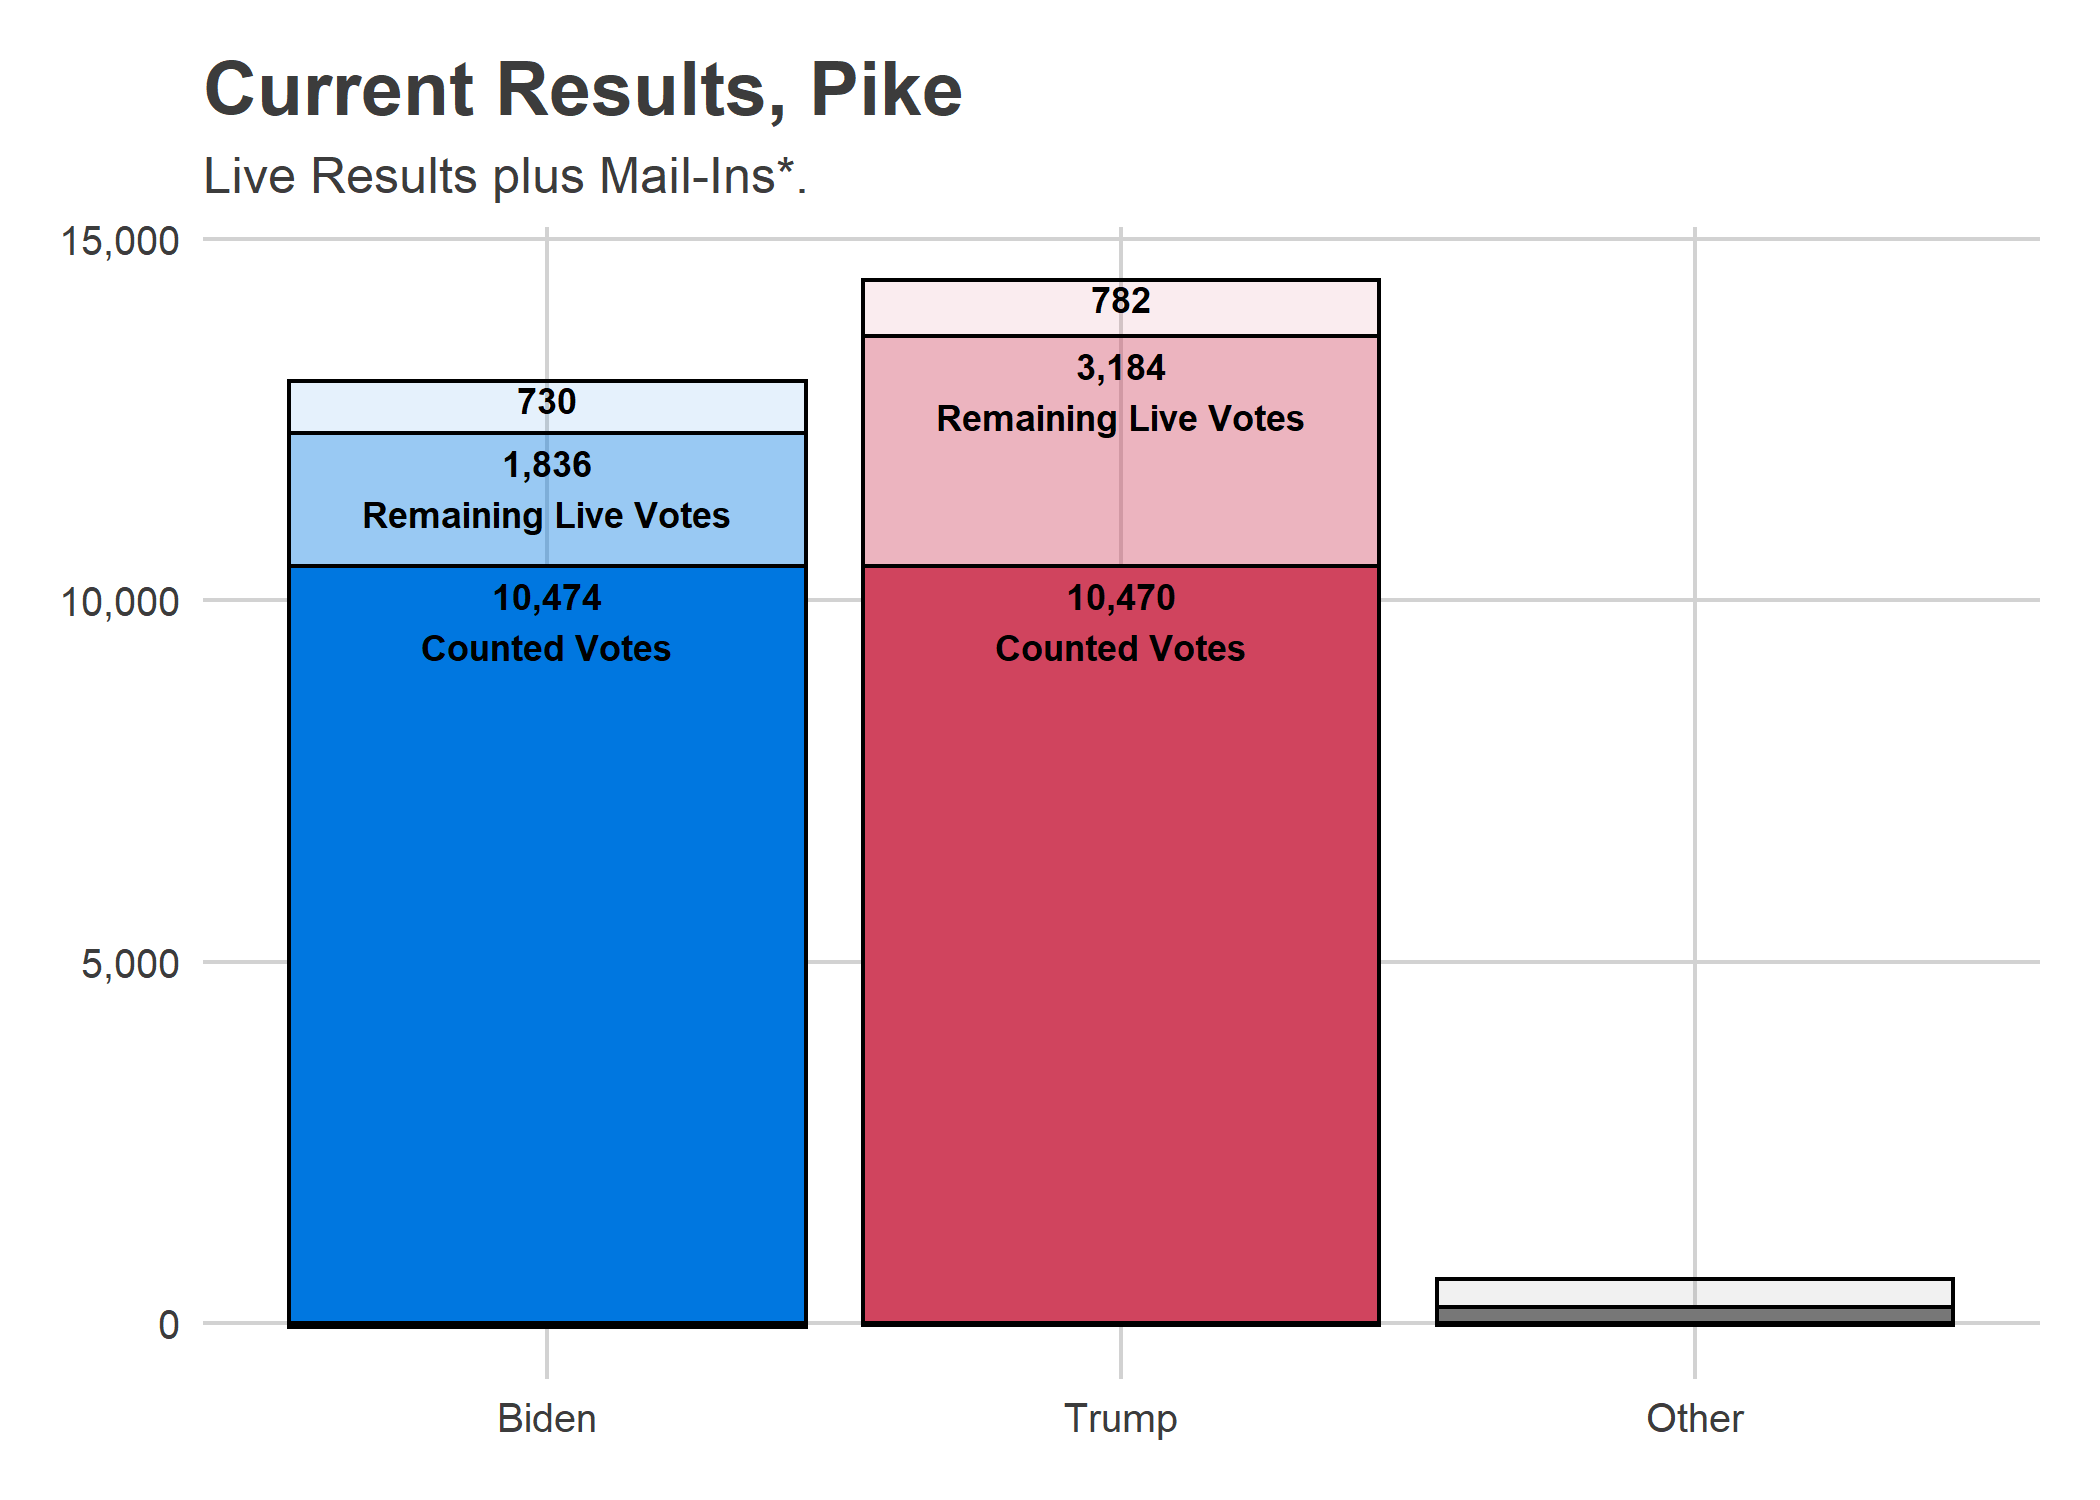 Current Results, Pike
Live Results plus Mail-Ins*.
15,000
10,000
5,000
0
730
1,836
Remaining Live Votes
10,474
Counted Votes
782
3,184
Remaining Live Votes
10,470
Counted Votes
Biden
Trump
Other